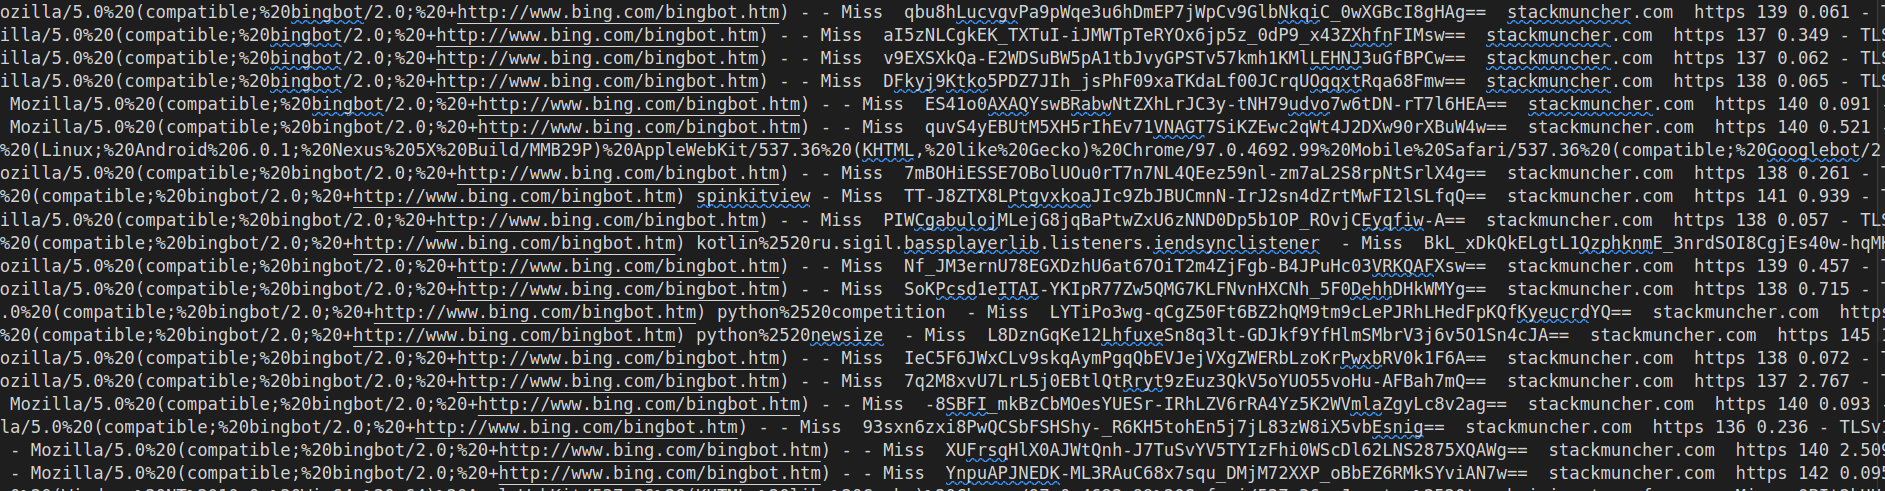 ozilla/5.0%20(compatible;%20bingbot/2.0;%20+http://www.bing.com/bingbot.htm) - - Miss qbu8hLucvgvPa9pWqe3u6hDmEP7jWpCv9GlbNkgiC_0wXGBcI8gHAg== stackmuncher.com https 139 0.061 - T
illa/5.0%20(compatible;%20bingbot/2.0;%20+http://www.bing.com/bingbot.htm) - - Miss aI5zNLCgkEK_TXTuI-iJMWTpTeRYOx6jp5z_0dP9_x43ZXhfnFIMsw== stackmuncher.com https 137 0.349 - TLS
illa/5.0%20(compatible;%20bingbot/2.0;%20+http://www.bing.com/bingbot.htm) - - Miss v9EXSXkQa-E2WDSuBW5pA1tbJvyGPSTv57kmh1KMlLEHNJ3uGfBPCw== stackmuncher.com https 137 0.062 - TLS
illa/5.0%20(compatible;%20bingbot/2.0;%20+http://www.bing.com/bingbot.htm) - - Miss DFkyj9Ktko5PDZ7JIh_jsPhF09xaTKdaLf00JCrqUOgqxtRqa68Fmw== stackmuncher.com https 138 0.065 - TLS
Mozilla/5.0%20(compatible;%20bingbot/2.0;%20+http://www.bing.com/bingbot.htm) - - Miss ES41o0AXAQYswBRabwNtZXhLrJC3y-tNH79udvo7w6tDN-rT7l6HEA== stackmuncher.com https 140 0.091 -
Mozilla/5.0%20(compatible;%20bingbot/2.0;%20+http://www.bing.com/bingbot.htm) - - Miss quvS4yEBUtM5XH5rIhEv71VNAGT7SiKZEwc2qWt4J2DXw90rXBuW4w== stackmuncher.com https 140 0.521 -
%20(Linux;%20Android%206.0.1;%20Nexus%205X%20Build/MMB29P)%20AppleWebKit/537.36%20(KHTML,%20like%20Gecko)%20Chrome/97.0.4692.99%20Mobile%20Safari/537.36%20(compatible;%20Googlebot/2
ozilla/5.0%20(compatible;%20bingbot/2.0;%20+http://www.bing.com/bingbot.htm) - - Miss 7mBOHiESSE7OBolUOu0rT7n7NL4QEez59nl-zm7aL2S8rpNtSrlX4g== stackmuncher.com https 138 0.261 - T
%20(compatible;%20bingbot/2.0;%20+http://www.bing.com/bingbot.htm) spinkitview - Miss TT-J8ZTX8LPtgvxkoaJIc9ZbJBUCmnN-IrJ2sn4dZrtMwFI2lSLfqQ== stackmuncher.com https 141 0.939 -
illa/5.0%20(compatible;%20bingbot/2.0;%20+http://www.bing.com/bingbot.htm) - - Miss PIWCgabulojMLejG8jqBaPtwZxU6zNND0Dp5b1OP_ROvjCEygfiw-A== stackmuncher.com https 138 0.057 - TLS
%20(compatible;%20bingbot/2.0;%20+http://www.bing.com/bingbot.htm) kotlin%2520ru.sigil.bassplayerlib.listeners.iendsynclistener - Miss BkL_xDkQkELgtL1QzphknmE_3nrdSOI8CgjEs40w-hqMK
ozilla/5.0%20(compatible;%20bingbot/2.0;%20+http://www.bing.com/bingbot.htm) - - Miss Nf_JM3ernU78EGXDzhU6at67OiT2m4ZjFgb-B4JPuHc03VRKQAFXsw== stackmuncher.com https 139 0.457 - T
ozilla/5.0%20(compatible;%20bingbot/2.0;%20+http://www.bing.com/bingbot.htm) - - Miss SoKPcsd1eITAI-YKIpR77Zw5QMG7KLFNvnHXCNh_5F0DehhDHkWMYg== stackmuncher.com https 138 0.715 - T
.0%20(compatible;%20bingbot/2.0;%20+http://www.bing.com/bingbot.htm) python%2520competition - Miss LYTiPo3wg-qCgZ50Ft6BZ2hQM9tm9cLePJRhLHedFpKQfKyeucrdYQ== stackmuncher.com https
%20(compatible;%20bingbot/2.0;%20+http://www.bing.com/bingbot.htm) python%2520newsize - Miss L8DznGqKe12LhfuxeSn8q3lt-GDJkf9YfHlmSMbrV3j6v5O1Sn4cJA== stackmuncher.com https 145 1
ozilla/5.0%20(compatible;%20bingbot/2.0;%20+http://www.bing.com/bingbot.htm) - - Miss IeC5F6JWxCLv9skqAymPgqQbEVJejVXgZWERbLzoKrPwxbRV0k1F6A== stackmuncher.com https 138 0.072 - T
ozilla/5.0%20(compatible;%20bingbot/2.0;%20+http://www.bing.com/bingbot.htm) - - Miss 7q2M8xvU7LrL5j0EBtlQtRryt9zEuz3QkV5oYUO55voHu-AFBah7mQ== stackmuncher.com https 137 2.767 - T
Mozilla/5.0%20(compatible;%20bingbot/2.0;%20+http://www.bing.com/bingbot.htm) - - Miss -8SBFI_mkBzCbMOesYUESr-IRhLZV6rRA4Yz5K2WVmlaZgyLc8v2ag== stackmuncher.com https 140 0.093 -
la/5.0%20(compatible;%20bingbot/2.0;%20+http://www.bing.com/bingbot.htm) - - Miss 93sxn6zxi8PwQCSbFSHShy-_R6KH5tohEn5j7jL83zW8iX5vbEsnig== stackmuncher.com https 136 0.236 - TLSv1
- Mozilla/5.0%20(compatible;%20bingbot/2.0;%20+http://www.bing.com/bingbot.htm) - - Miss XUFrsgHlX0AJWtQnh-J7TuSvYV5TYIzFhi0WScDl62LNS2875XQAWg== stackmuncher.com https 140 2.509
- Mozilla/5.0%20(compatible;%20bingbot/2.0;%20+http://www.bing.com/bingbot.htm) - - Miss YnpuAPJNEDK-ML3RAuC68x7squ_DMjM72XXP_oBbEZ6RMkSYviAN7w== stackmuncher.com https 142 0.095